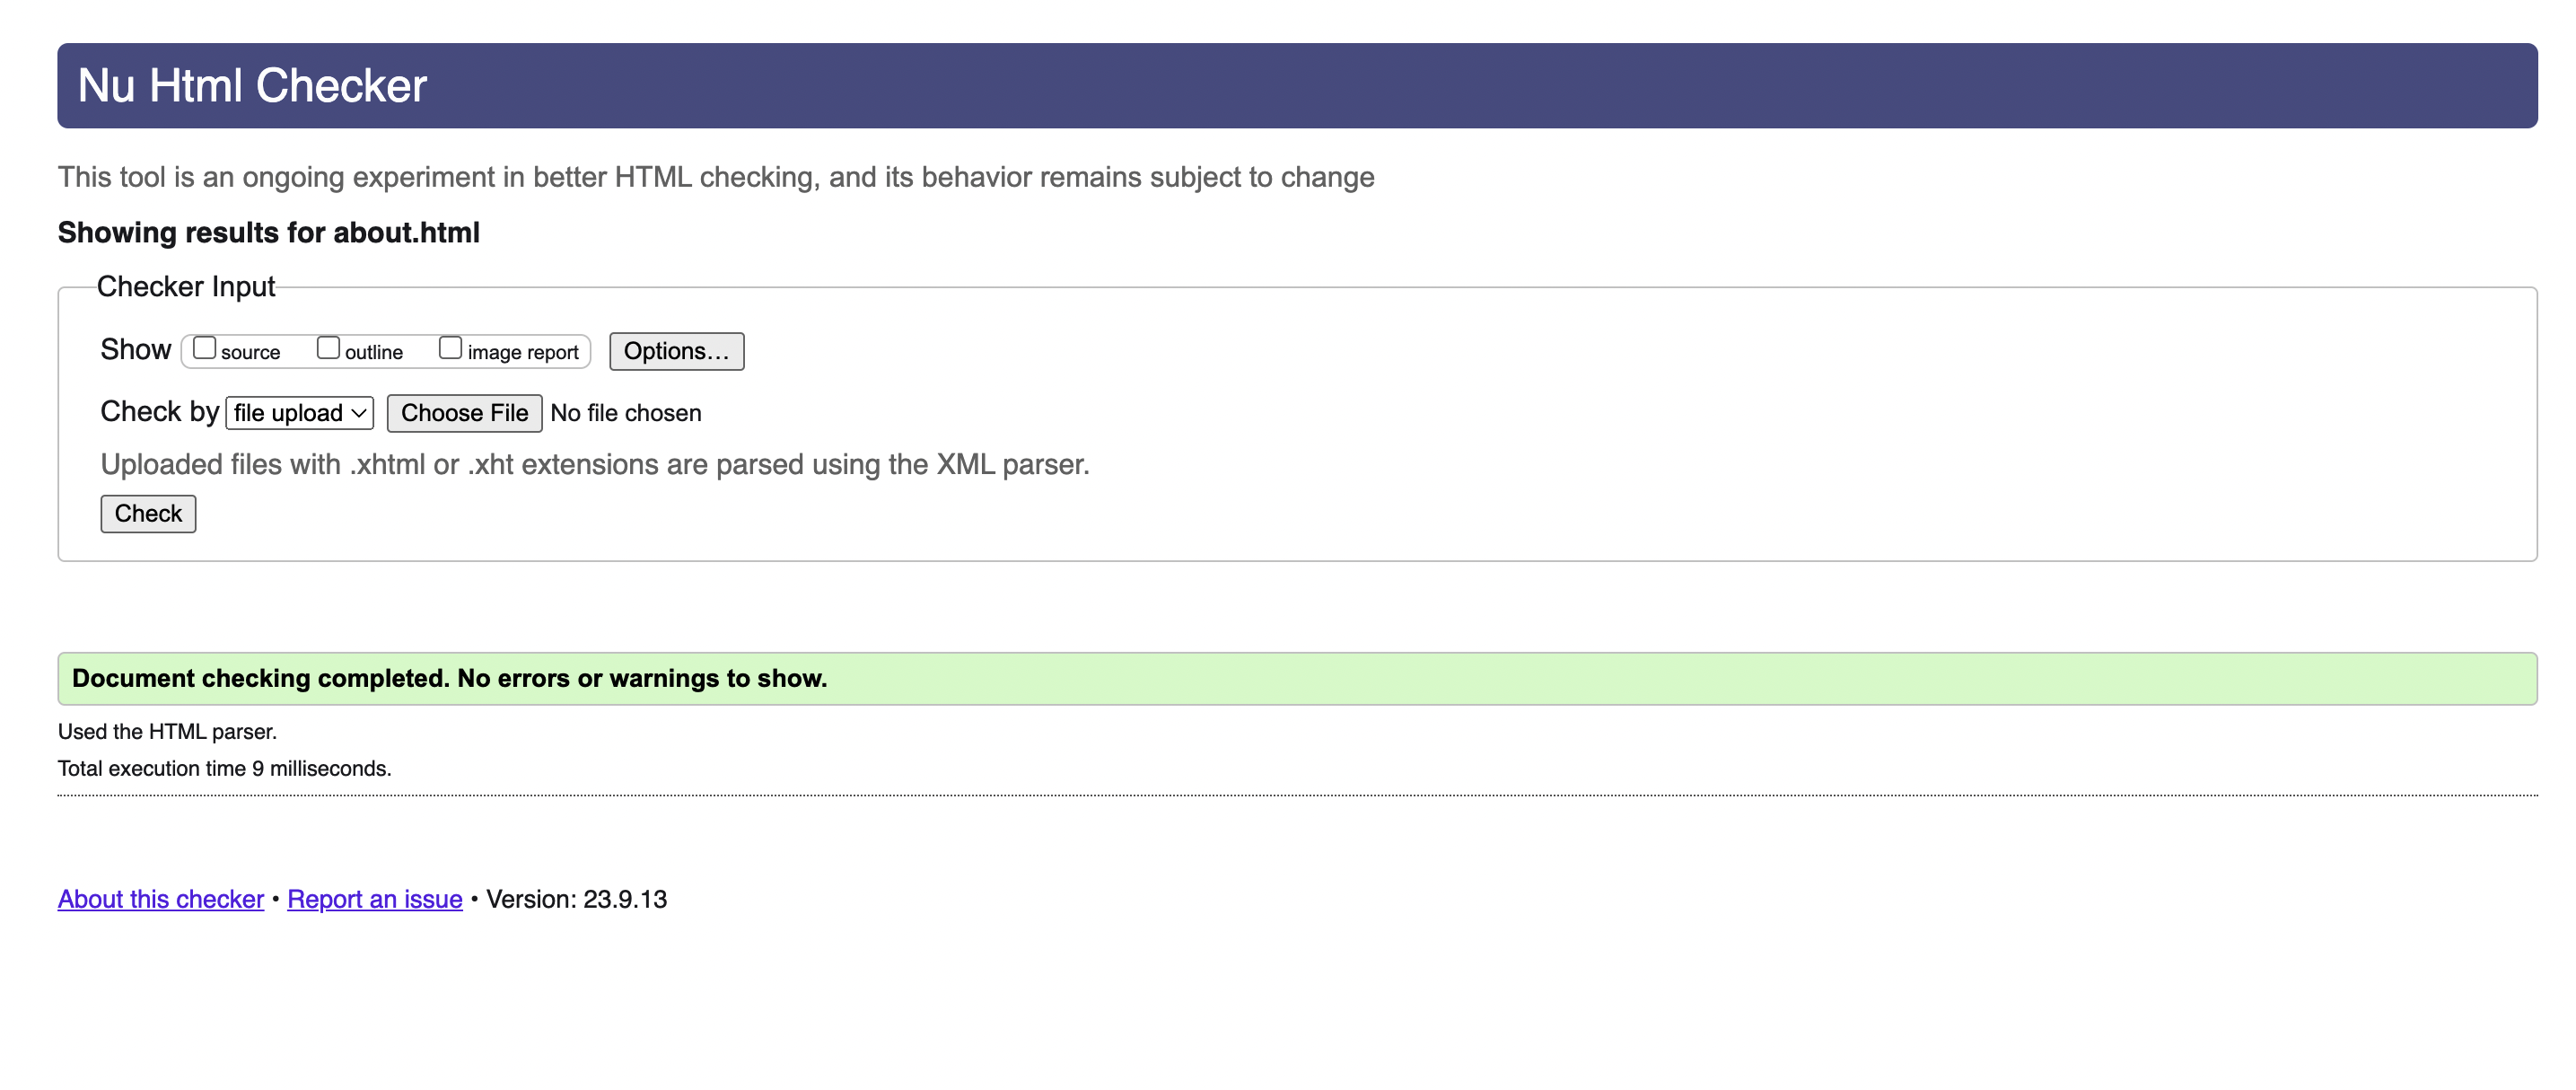 Nu Html Checker
This tool is an ongoing experiment in better HTML checking, and its behavior remains subject to change
Showing results for about.html
Checker Input
Show source outline image report Options...
Check by file upload Choose File No file chosen
Uploaded files with .xhtml or .xht extensions are parsed using the XML parser.
Check
Document checking completed. No errors or warnings to show.
Used the HTML parser.
Total execution time 9 milliseconds.
About this checker • Report an issue • Version: 23.9.13